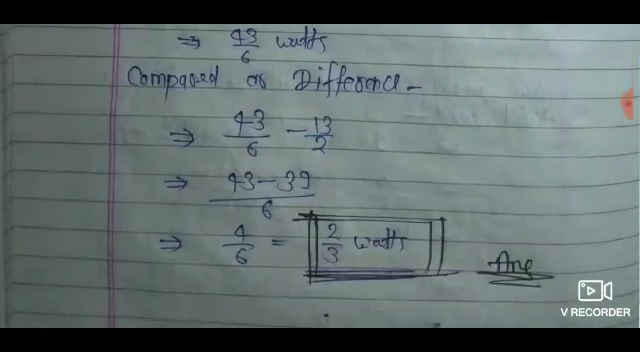 ⇒ 43/6 watts
Compared as Difference -
⇒ 43/6 - 13/2
⇒ 43-39/6
⇒ 4/6 = 2/3 watts
Ans
V RECORDER